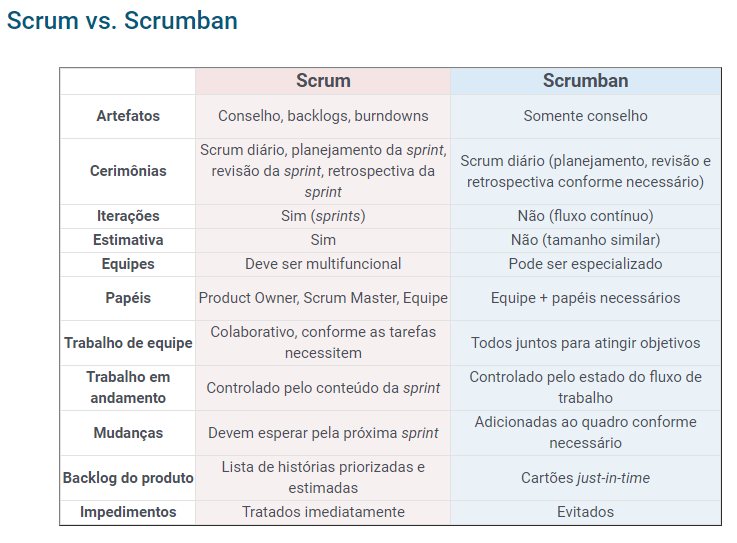 Scrum vs. Scrumban
Scrum Scrumban
Artefatos Conselho, backlogs, burndowns Somente conselho
Cerimônias Scrum diário, planejamento da sprint, revisão da sprint, retrospectiva da sprint Scrum diário (planejamento, revisão e retrospectiva conforme necessário)
Iterações Sim (sprints) Não (fluxo contínuo)
Estimativa Sim Não (tamanho similar)
Equipes Deve ser multifuncional Pode ser especializado
Papéis Product Owner, Scrum Master, Equipe Equipe + papéis necessários
Trabalho de equipe Colaborativo, conforme as tarefas necessitem Todos juntos para atingir objetivos
Trabalho em andamento Controlado pelo conteúdo da sprint Controlado pelo estado do fluxo de trabalho
Mudanças Devem esperar pela próxima sprint Adicionadas ao quadro conforme necessário
Backlog do produto Lista de histórias priorizadas e estimadas Cartões just-in-time
Impedimentos Tratados imediatamente Evitados